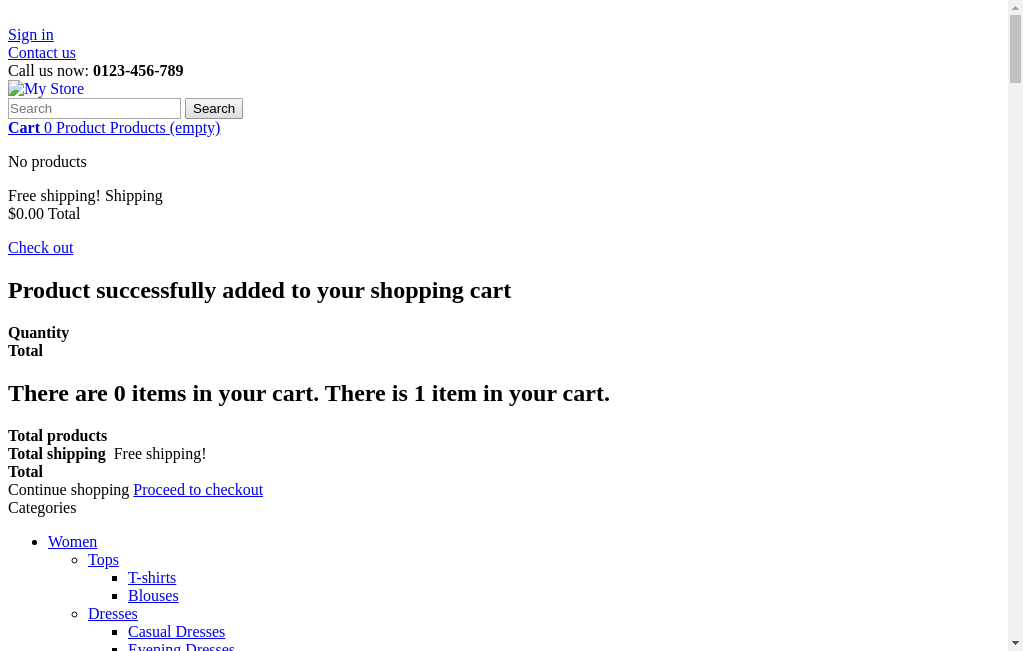 Sign in
Contact us
Call us now: 0123-456-789
My Store
Search Search
Cart 0 Product Products (empty)
No products
Free shipping! Shipping
$0.00 Total
Check out
Product successfully added to your shopping cart
Quantity
Total
There are 0 items in your cart. There is 1 item in your cart.
Total products
Total shipping  Free shipping!
Total
Continue shopping Proceed to checkout
Categories
Women
Tops
T-shirts
Blouses
Dresses
Casual Dresses
Evening Dresses